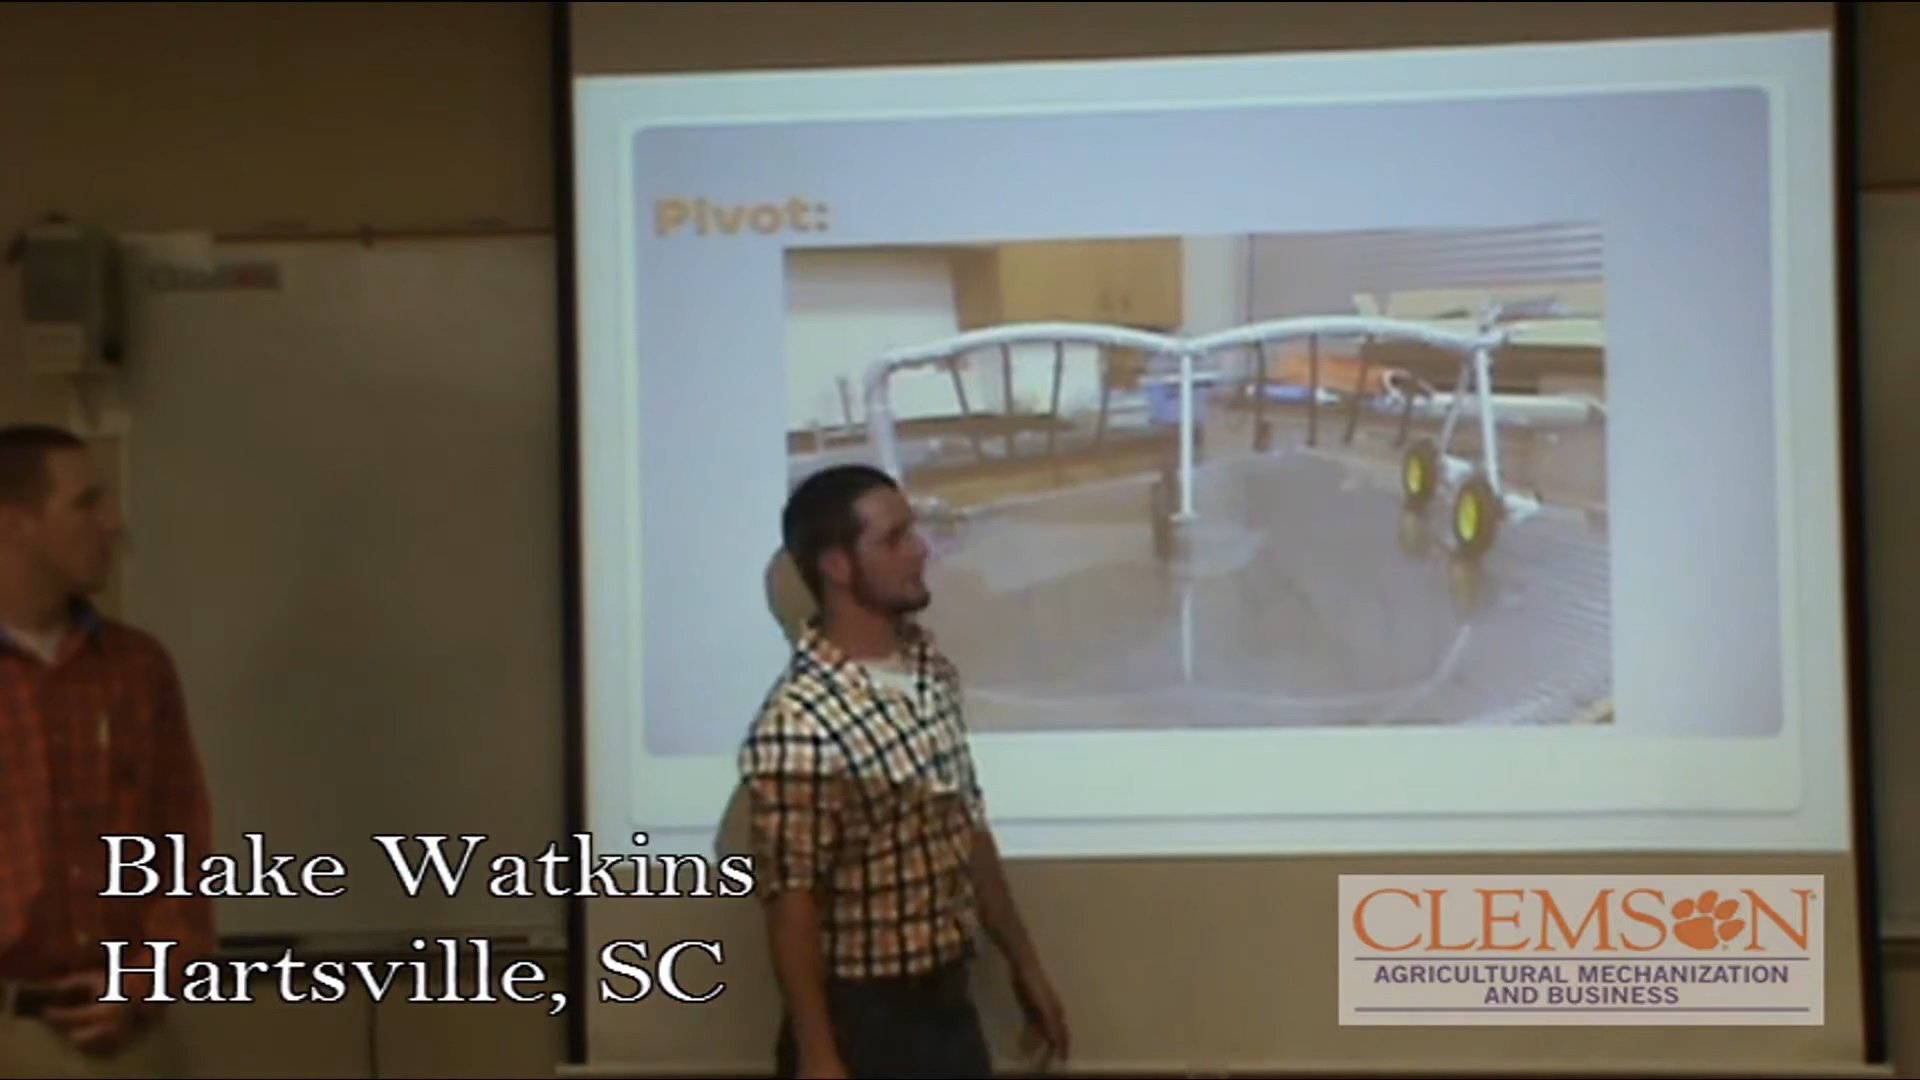 Pivot:
Blake Watkins
Hartsville, SC
CLEMSON
AGRICULTURAL MECHANIZATION
AND BUSINESS